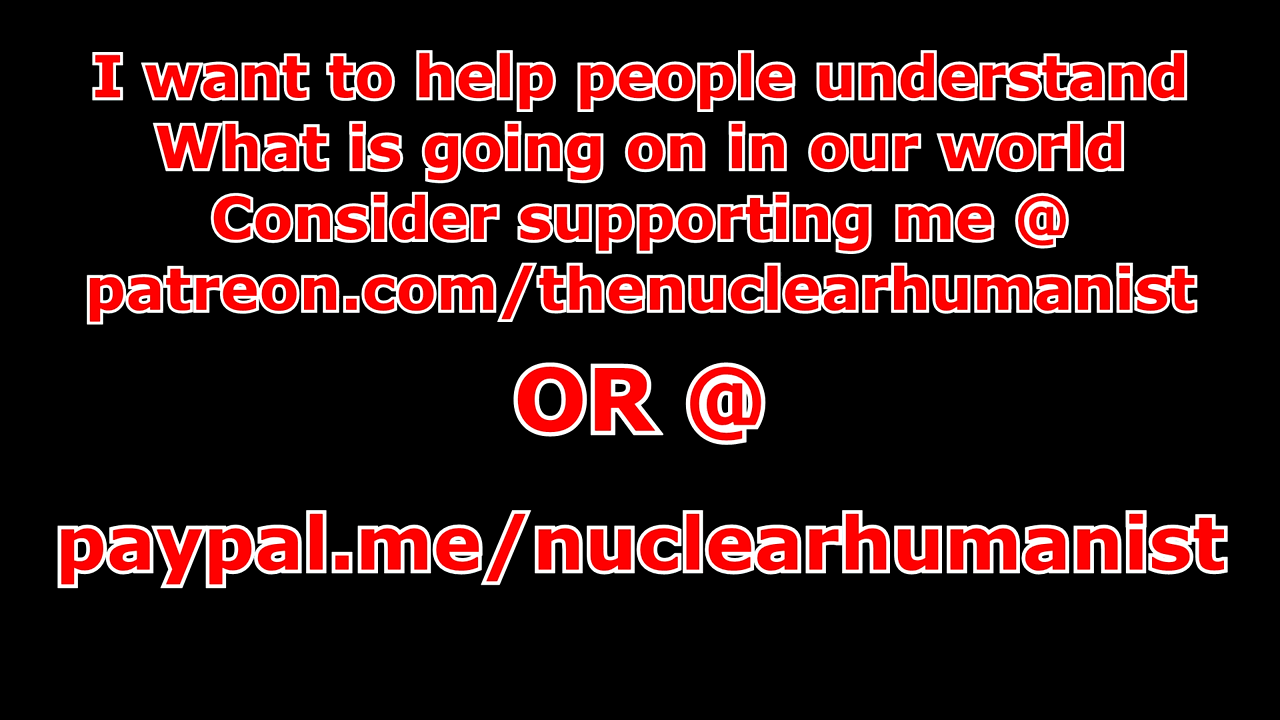 I want to help people understand
What is going on in our world
Consider supporting me @
patreon.com/thenuclearhumanist
OR @
paypal.me/nuclearhumanist